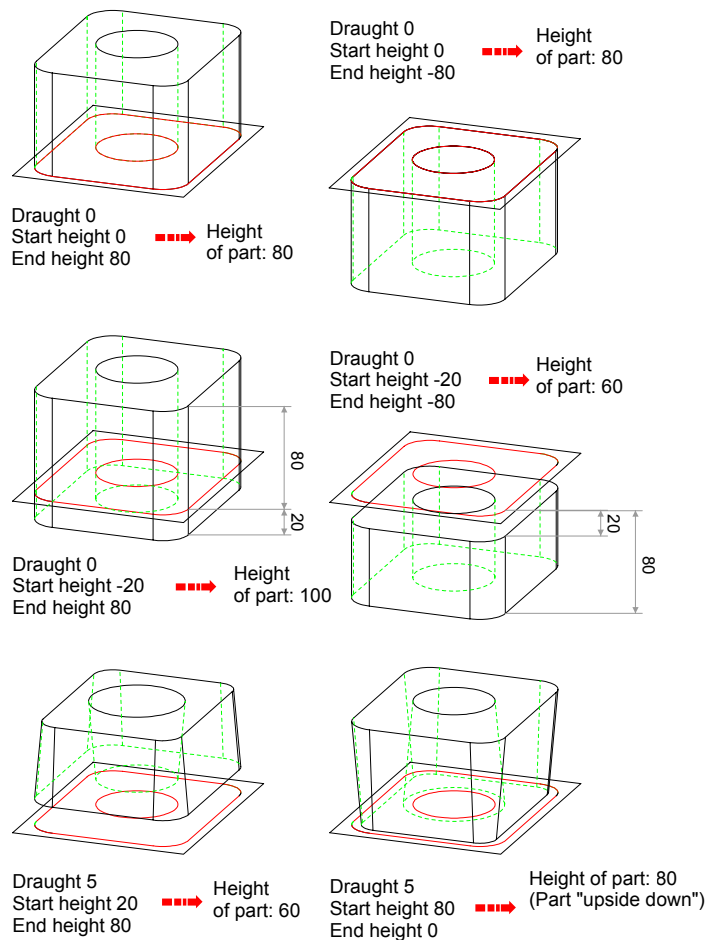 Draught 0
Start height 0
End height -80
Height
of part: 80
Draught 0
Start height 0
End height 80
Height
of part: 80
Draught 0
Start height -20
End height -80
Height
of part: 60
80
20
20
80
Draught 0
Start height -20
End height 80
Height
of part: 100
Draught 5
Start height 20
End height 80
Height
of part: 60
Draught 5
Start height 80
End height 0
Height of part: 80
(Part "upside down")